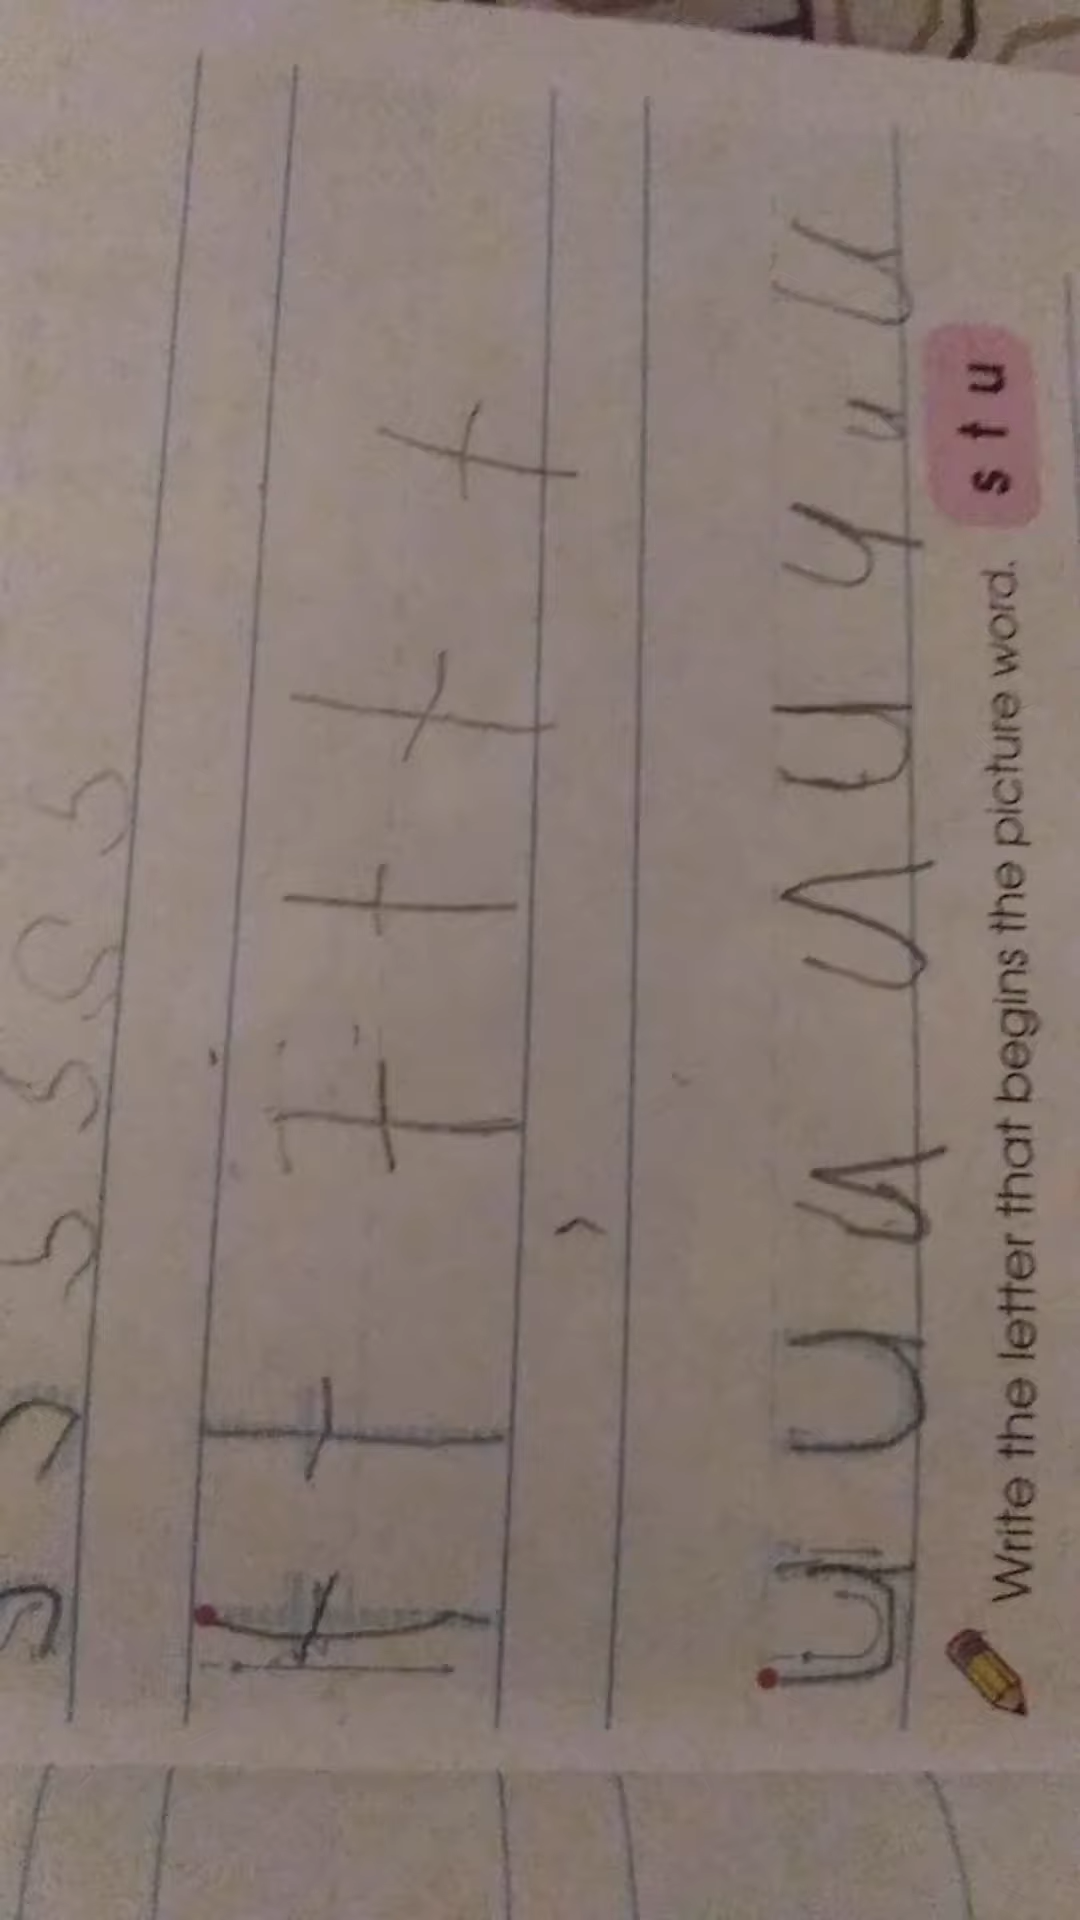 s s s s s s
t t t t t t
u u u u u u u u
Write the letter that begins the picture word. s t u